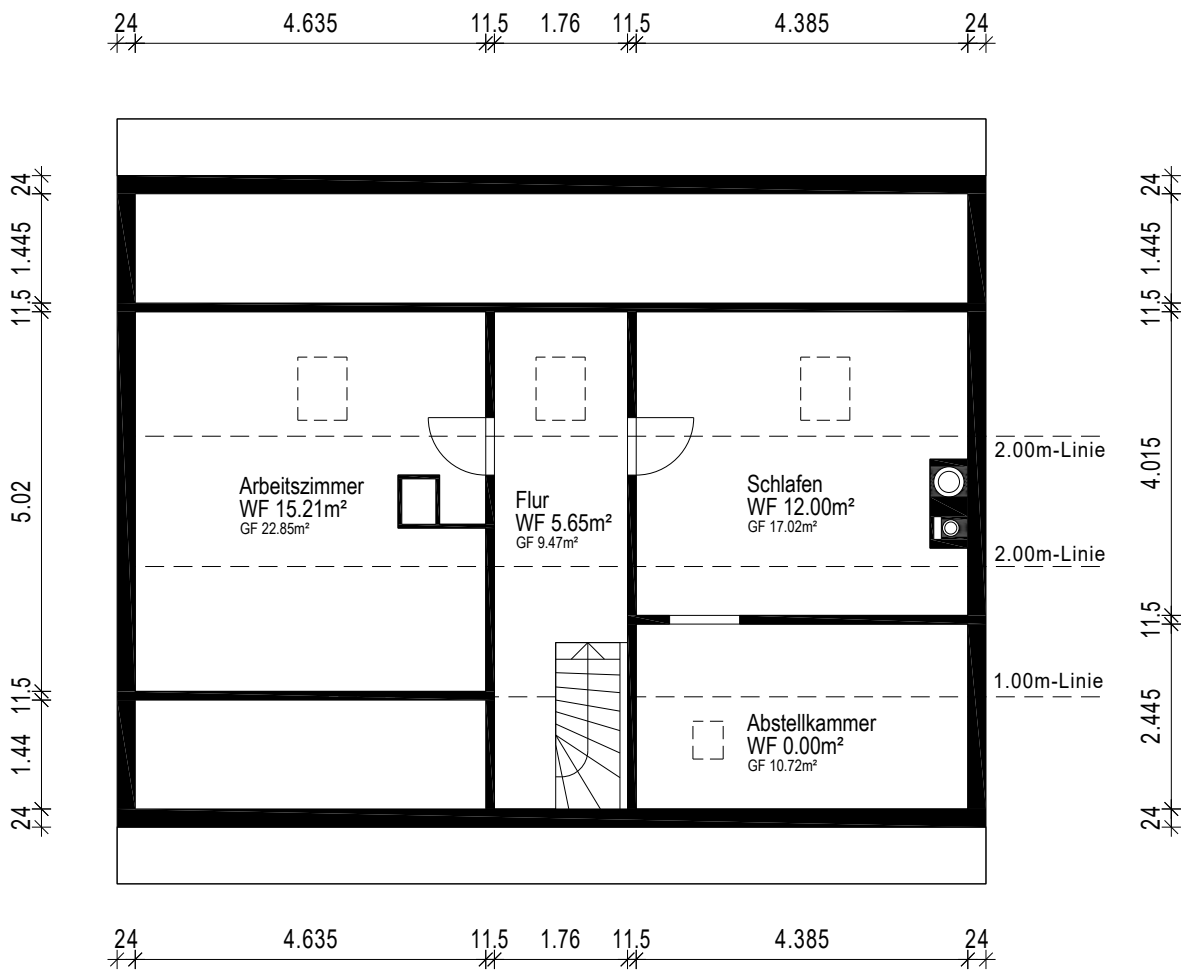 24 4.635 11.5 1.76 11.5 4.385 24
24
1.445
11.5
5.02
11.5
1.44
24
24
1.445
11.5
4.015
11.5
2.445
24
2.00m-Linie
Arbeitszimmer
WF 15.21m²
GF 22.85m²
Flur
WF 5.65m²
GF 9.47m²
Schlafen
WF 12.00m²
GF 17.02m²
2.00m-Linie
1.00m-Linie
Abstellkammer
WF 0.00m²
GF 10.72m²
24 4.635 11.5 1.76 11.5 4.385 24